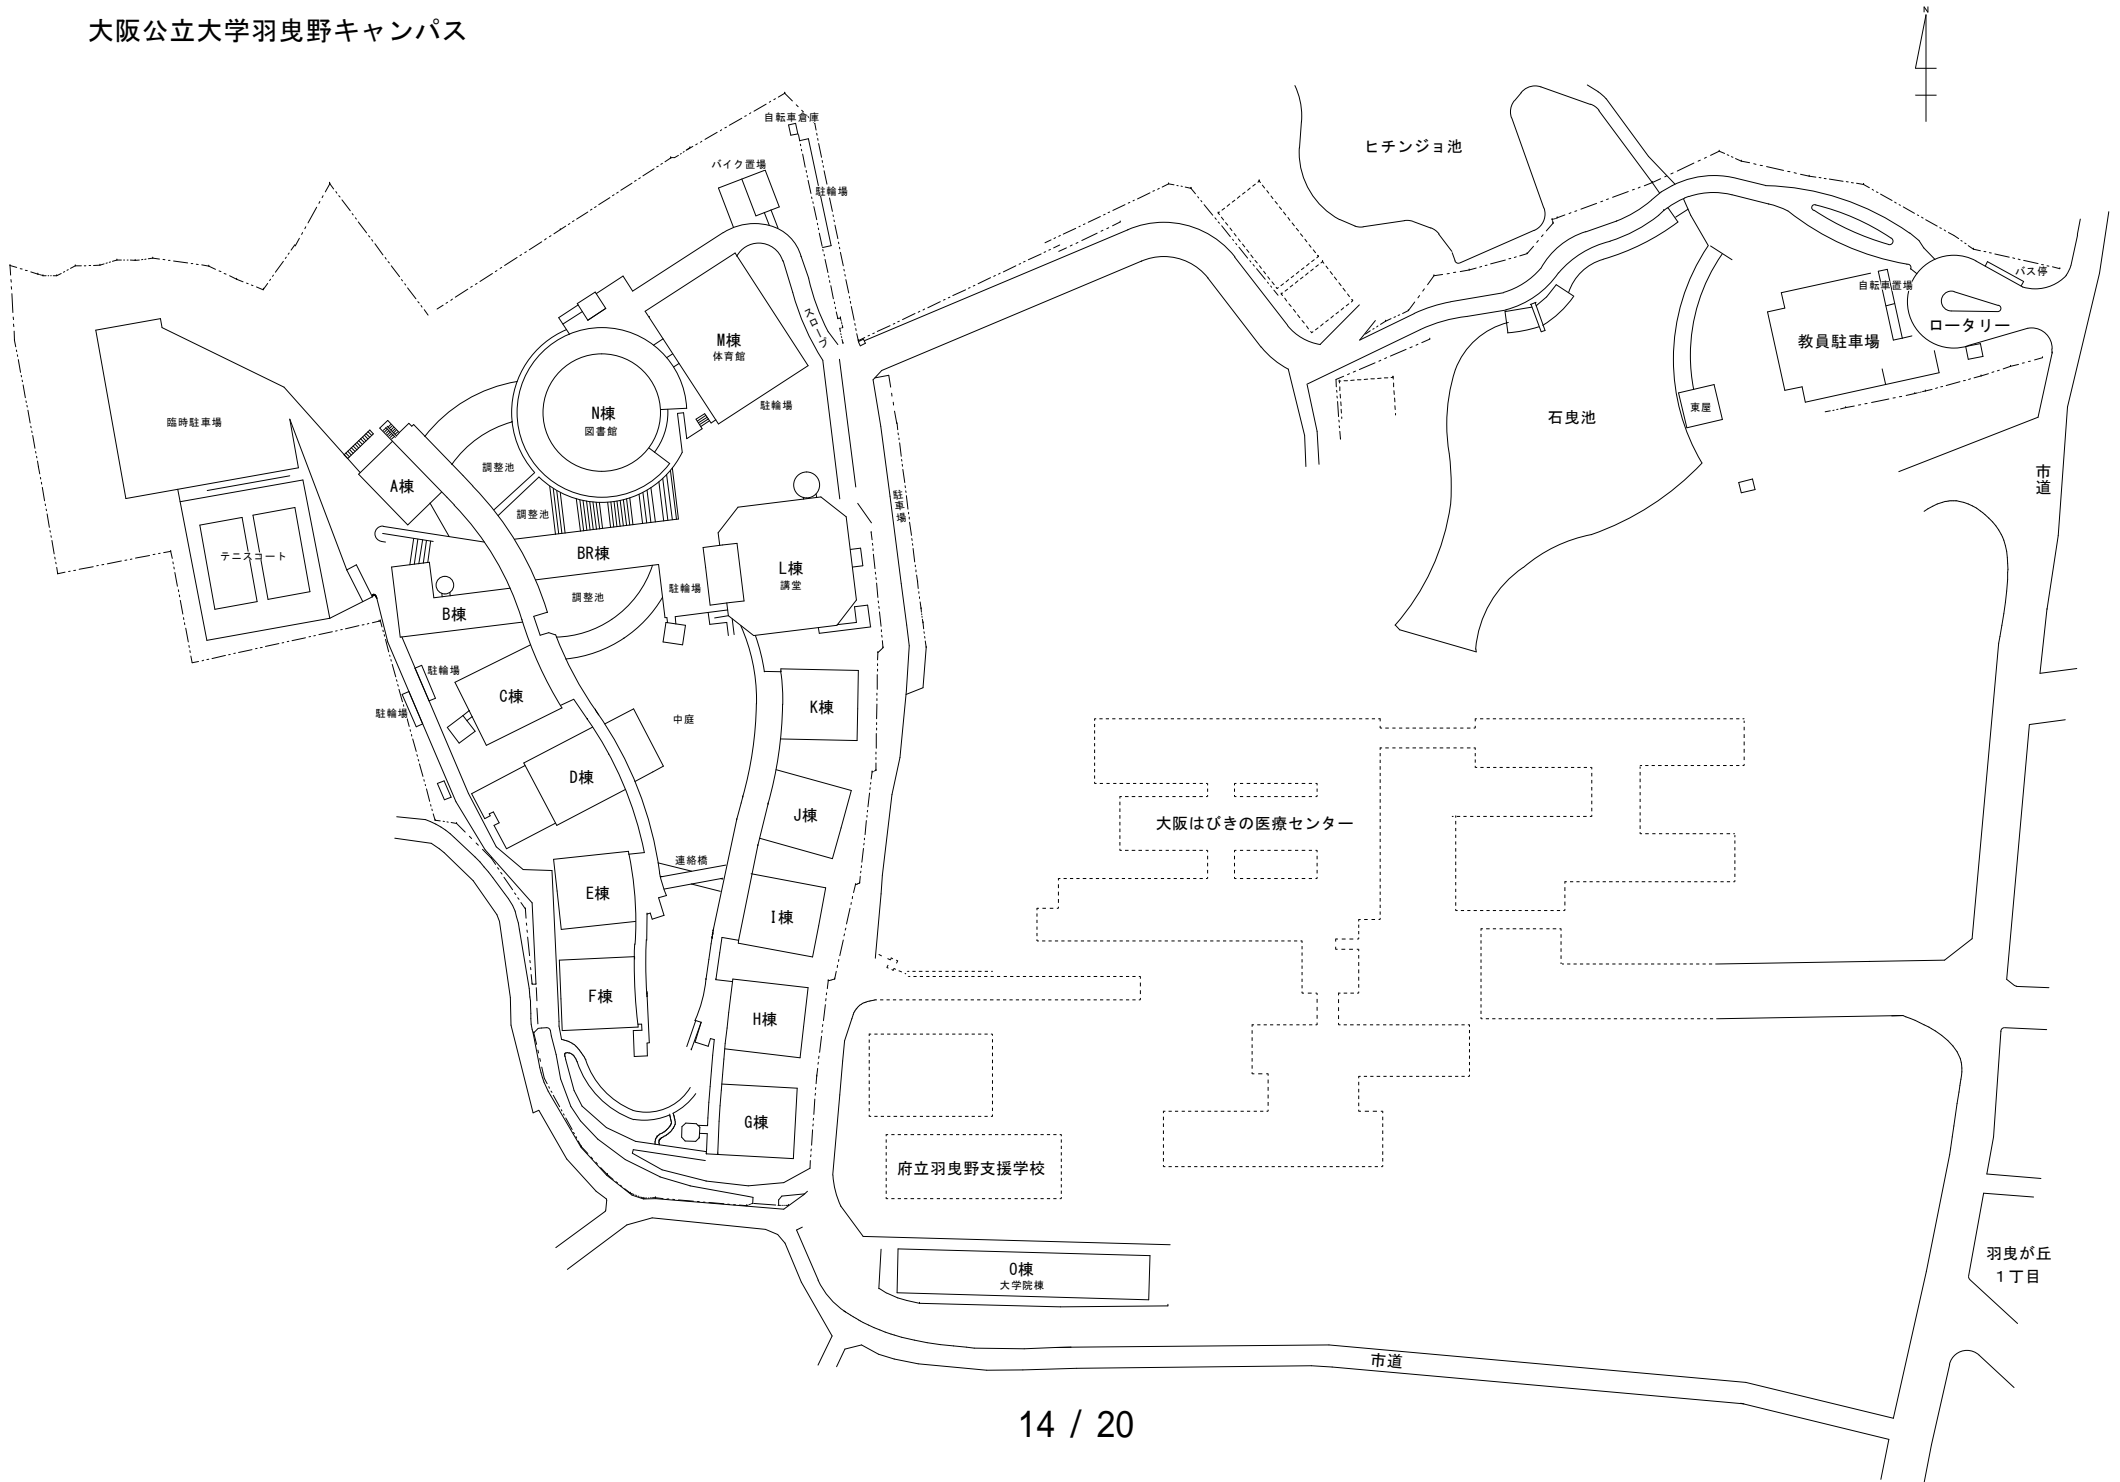 大阪公立大学羽曳野キャンパス
N
自転車倉庫
ヒチンジョ池
バイク置場
駐輪場
バス停
自転車置場
スロープ
ロータリー
M棟
体育館
教員駐車場
駐輪場
東屋
N棟
図書館
石曳池
臨時駐車場
調整池
市道
A棟
駐車場
調整池
テニスコート
BR棟
L棟
講堂
駐輪場
調整池
B棟
駐輪場
C棟
駐輪場
中庭
K棟
D棟
J棟
大阪はびきの医療センター
連絡橋
E棟
I棟
F棟
H棟
G棟
府立羽曳野支援学校
羽曳が丘
1丁目
O棟
大学院棟
市道
14 / 20